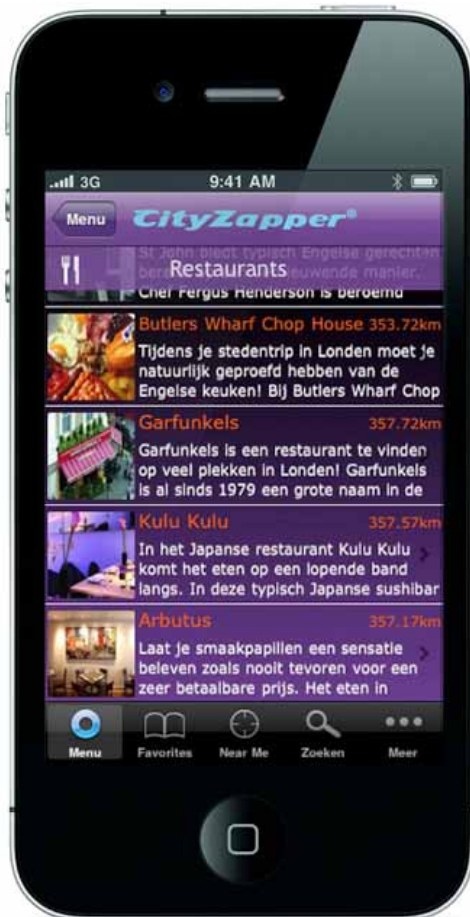 3G 9:41 AM
Menu CityZapper®
St John biedt typisch Engelse gerechten
Restaurants
manier.
Chef Fergus Henderson is beroemd
Butlers Wharf Chop House 353.72km
Tijdens je stedentrip in Londen moet je
natuurlijk geproefd hebben van de
Engelse keuken! Bij Butlers Wharf Chop
Garfunkels 357.72km
Garfunkels is een restaurant te vinden
op veel plekken in Londen! Garfunkels
is al sinds 1979 een grote naam in de
Kulu Kulu 357.57km
In het Japanse restaurant Kulu Kulu
komt het eten op een lopende band
langs. In deze typisch Japanse sushibar
Arbutus 357.17km
Laat je smaakpapillen een sensatie
beleven zoals nooit tevoren voor een
zeer betaalbare prijs. Het eten in
Menu Favorites Near Me Zoeken Meer